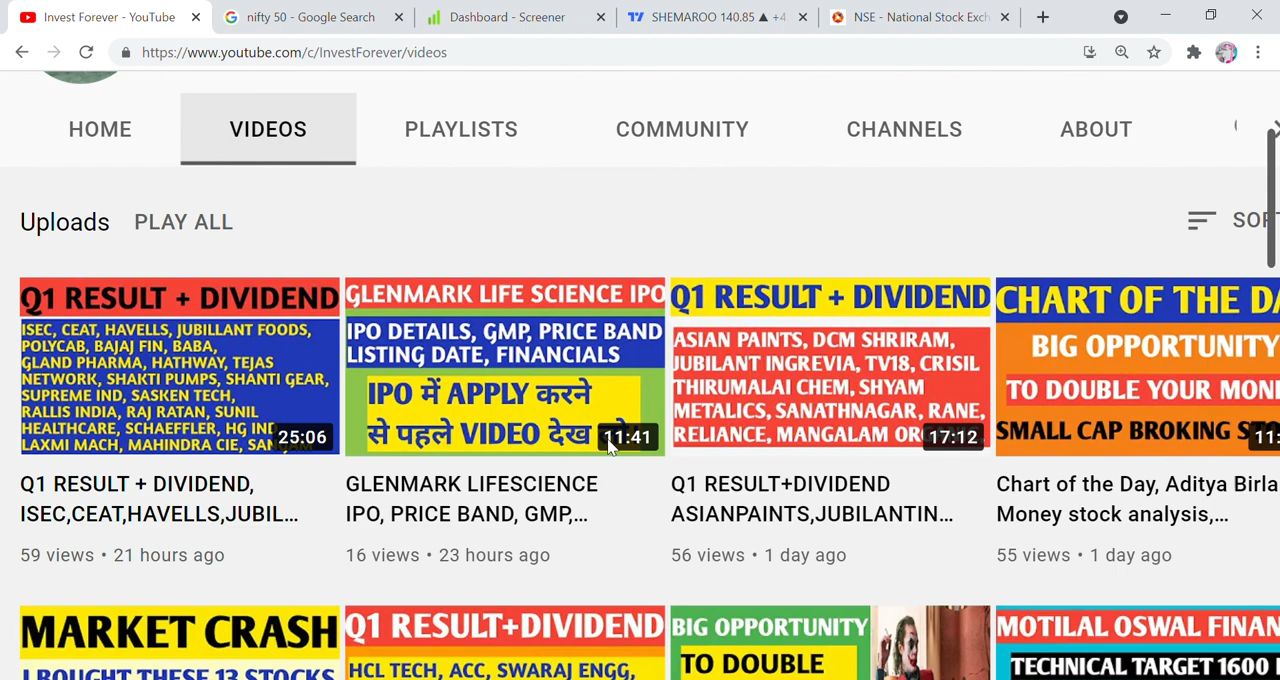 Invest Forever - YouTube
nifty 50 - Google Search
Dashboard - Screener
SHEMAROO 140.85 ▲ +4
NSE - National Stock Exch
https://www.youtube.com/c/InvestForever/videos
HOME
VIDEOS
PLAYLISTS
COMMUNITY
CHANNELS
ABOUT
Uploads
PLAY ALL
Q1 RESULT + DIVIDEND
ISEC, CEAT, HAVELLS, JUBILLANT FOODS,
POLYCAB, BAJAJ FIN, BABA,
GLAND PHARMA, HATHWAY, TEJAS
NETWORK, SHAKTI PUMPS, SHANTI GEAR,
SUPREME IND, SASKEN TECH,
RALLIS INDIA, RAJ RATAN, SUNIL
HEALTHCARE, SCHAEFFLER, HG
LAXMI MACH, MAHINDRA CIE,
25:06
Q1 RESULT + DIVIDEND,
ISEC,CEAT,HAVELLS,JUBIL...
59 views • 21 hours ago
GLENMARK LIFE SCIENCE IPO
IPO DETAILS, GMP, PRICE BAND
LISTING DATE, FINANCIALS
IPO में APPLY करने
से पहले VIDEO देख
11:41
GLENMARK LIFESCIENCE
IPO, PRICE BAND, GMP,...
16 views • 23 hours ago
Q1 RESULT + DIVIDEND
ASIAN PAINTS, DCM SHRIRAM,
JUBILANT INGREVIA, TV18, CRISIL
THIRUMALAI CHEM, SHYAM
METALICS, SANATHNAGAR, RANE,
RELIANCE, MANGALAM
17:12
Q1 RESULT+DIVIDEND
ASIANPAINTS,JUBILANTIN...
56 views • 1 day ago
CHART OF THE
BIG OPPORTUNITY
TO DOUBLE YOUR
SMALL CAP BROKING
11:
Chart of the Day, Aditya Birla
Money stock analysis,...
55 views • 1 day ago
MARKET CRASH
I BOUGHT THESE 13 STOCKS
Q1 RESULT+DIVIDEND
HCL TECH, ACC, SWARAJ ENGG,
BIG OPPORTUNITY
TO DOUBLE
MOTILAL OSWAL FINAN
TECHNICAL TARGET 1600